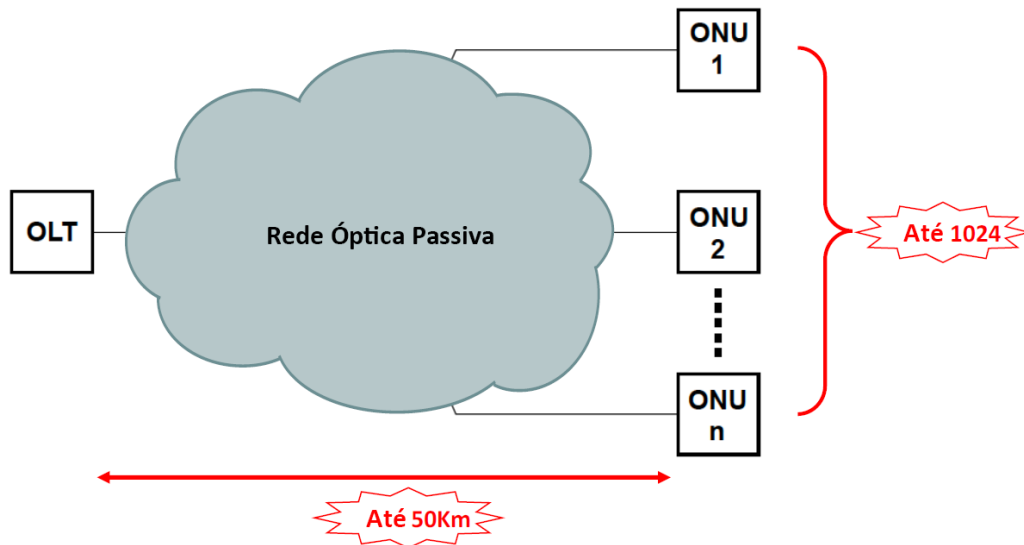 ONU
1
OLT
Rede Óptica Passiva
ONU
2
Até 1024
ONU
n
Até 50Km